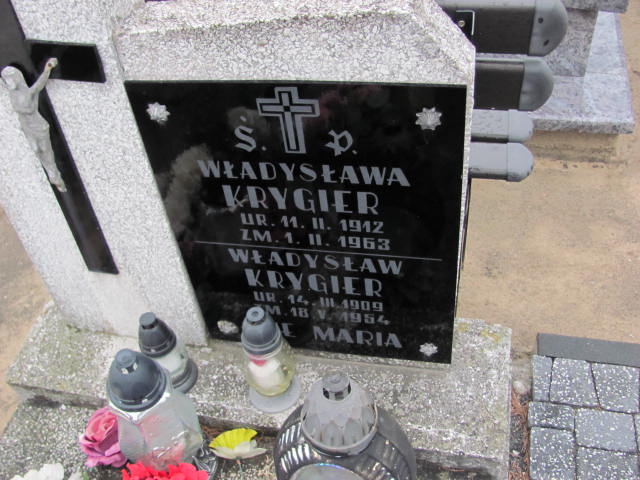 Ś. P.
WŁADYSŁAWA
KRYGIER
UR. 11. II. 1912
ZM. 1. II. 1963
WŁADYSŁAW
KRYGIER
UR. 14. III. 1909
ZM. 18. V. 1954
MARIA